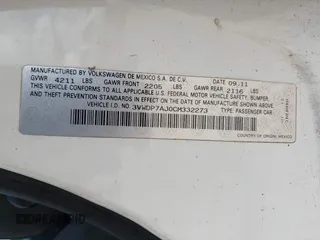 MANUFACTURED BY VOLKSWAGEN DE MEXICO S.A. DE C.V.
DATE 09.11
GVWR 4211 LBS GAWR FRONT 2205 LBS GAWR REAR 2116 LBS
THIS VEHICLE CONFORMS TO ALL APPLICABLE U.S. FEDERAL MOTOR VEHICLE SAFETY, BUMPER,
AND THEFT PREVENTION STANDARDS IN EFFECT ON THE DATE OF MANUFACTURE SHOWN ABOVE
VEHICLE I.D. NO.: 3VWDP7AJ0CM332273 TYPE: PASSENGER CAR
COUNTRY OF ORIGIN: MEXICO